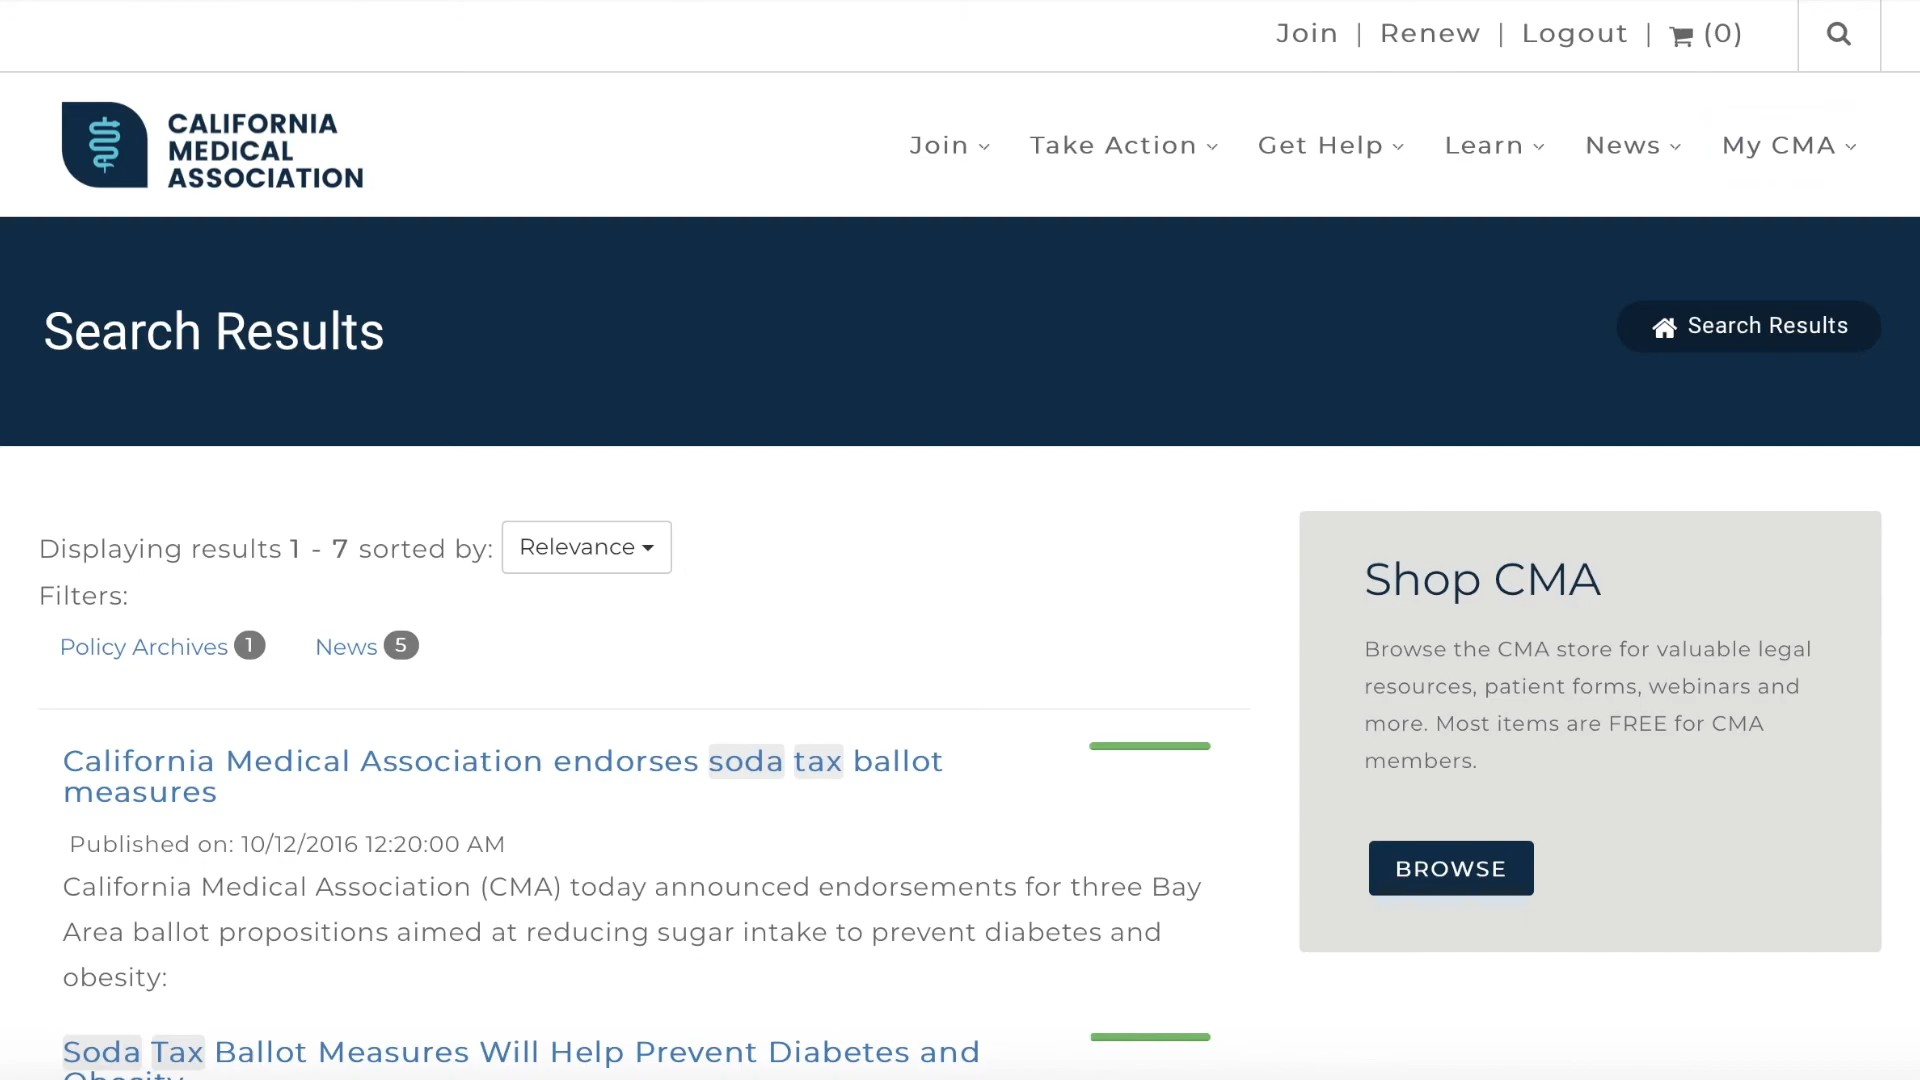 Join | Renew | Logout | (0)
CALIFORNIA
MEDICAL
ASSOCIATION
Join Take Action Get Help Learn News My CMA
Search Results
Search Results
Displaying results 1 - 7 sorted by: Relevance
Filters:
Policy Archives 1 News 5
California Medical Association endorses soda tax ballot
measures
Published on: 10/12/2016 12:20:00 AM
California Medical Association (CMA) today announced endorsements for three Bay
Area ballot propositions aimed at reducing sugar intake to prevent diabetes and
obesity:
Soda Tax Ballot Measures Will Help Prevent Diabetes and
Obesity
Shop CMA
Browse the CMA store for valuable legal
resources, patient forms, webinars and
more. Most items are FREE for CMA
members.
BROWSE